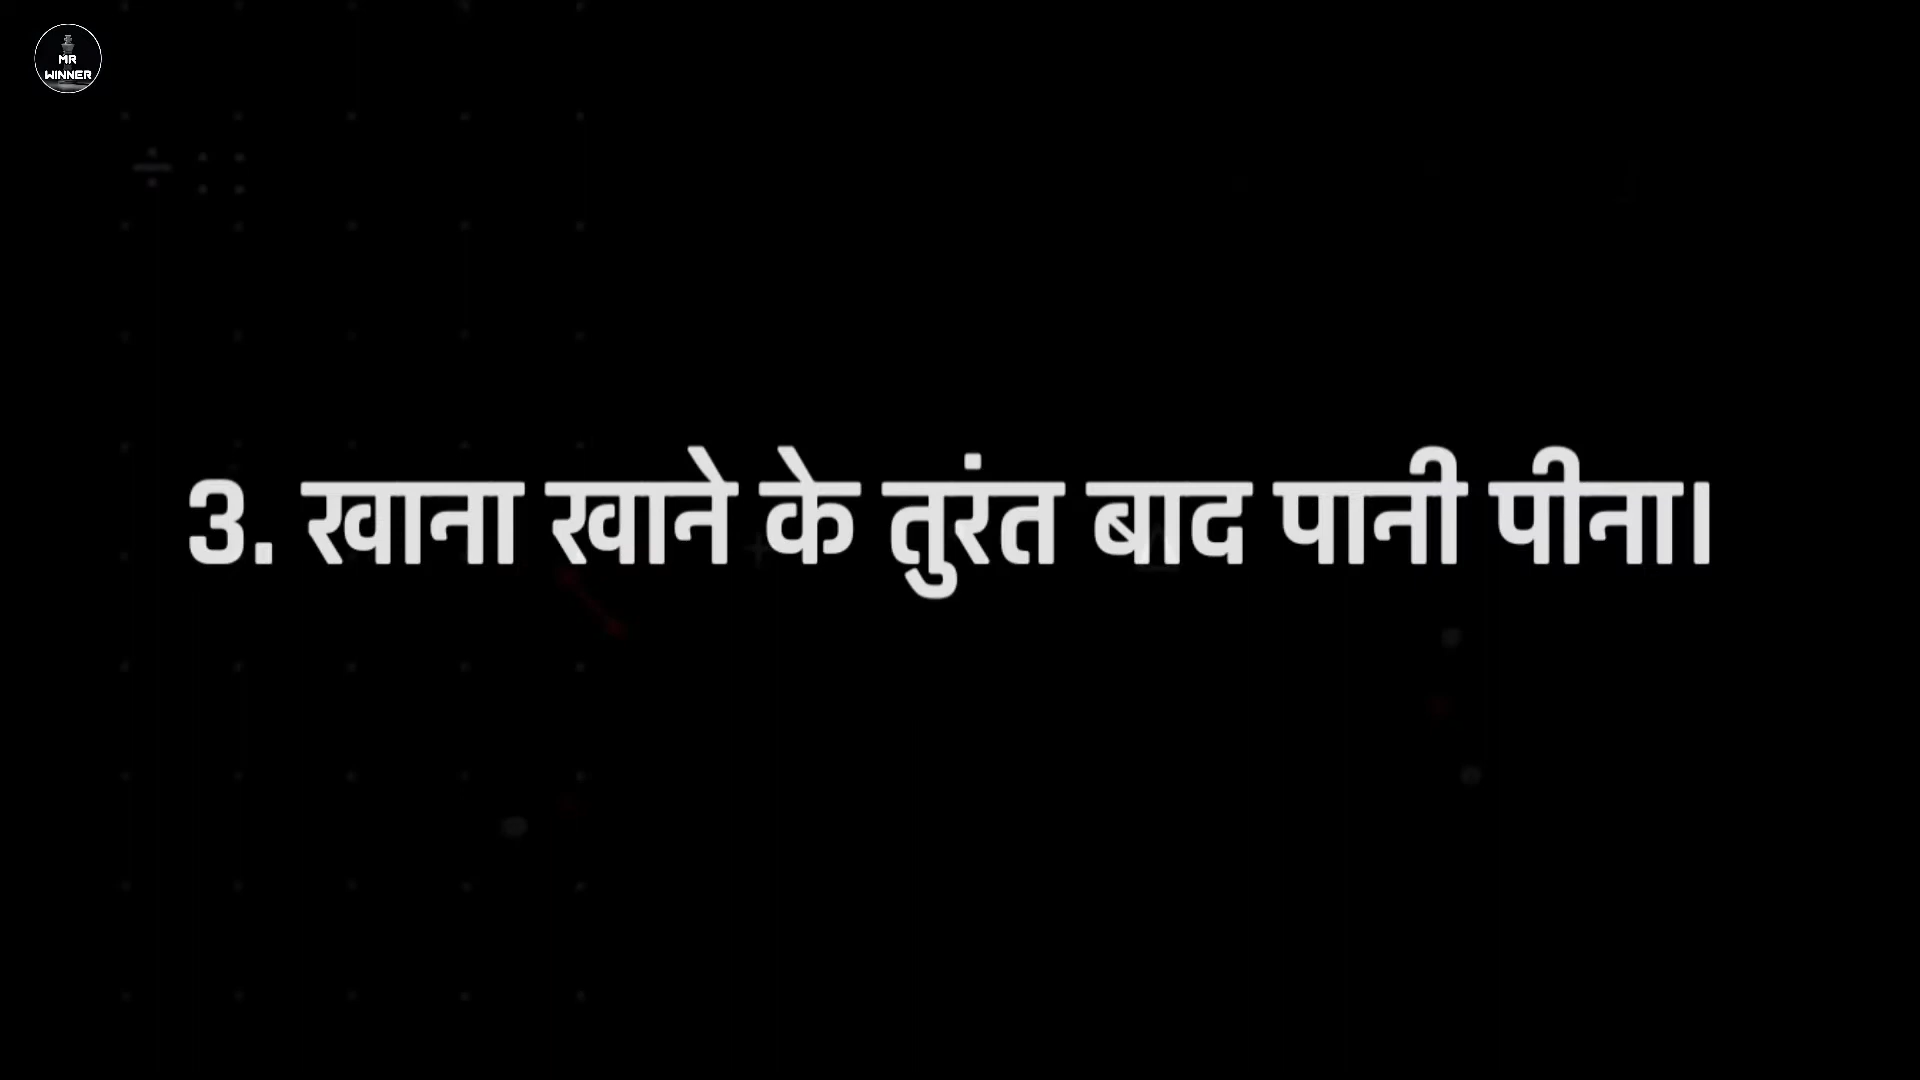 MR
WINNER
3. खाना खाने के तुरंत बाद पानी पीना।